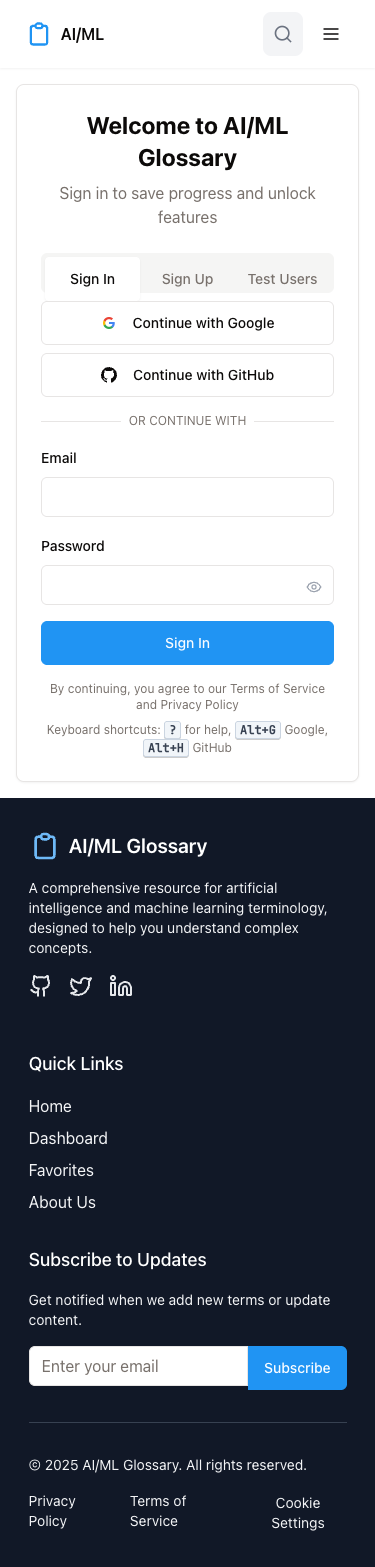 AI/ML
Welcome to AI/ML
Glossary
Sign in to save progress and unlock
features
Sign In
Sign Up
Test Users
Continue with Google
Continue with GitHub
OR CONTINUE WITH
Email
Password
Sign In
By continuing, you agree to our Terms of Service
and Privacy Policy
Keyboard shortcuts: ? for help, Alt+G Google,
Alt+H GitHub
AI/ML Glossary
A comprehensive resource for artificial
intelligence and machine learning terminology,
designed to help you understand complex
concepts.
Quick Links
Home
Dashboard
Favorites
About Us
Subscribe to Updates
Get notified when we add new terms or update
content.
Enter your email
Subscribe
© 2025 AI/ML Glossary. All rights reserved.
Privacy
Policy
Terms of
Service
Cookie
Settings